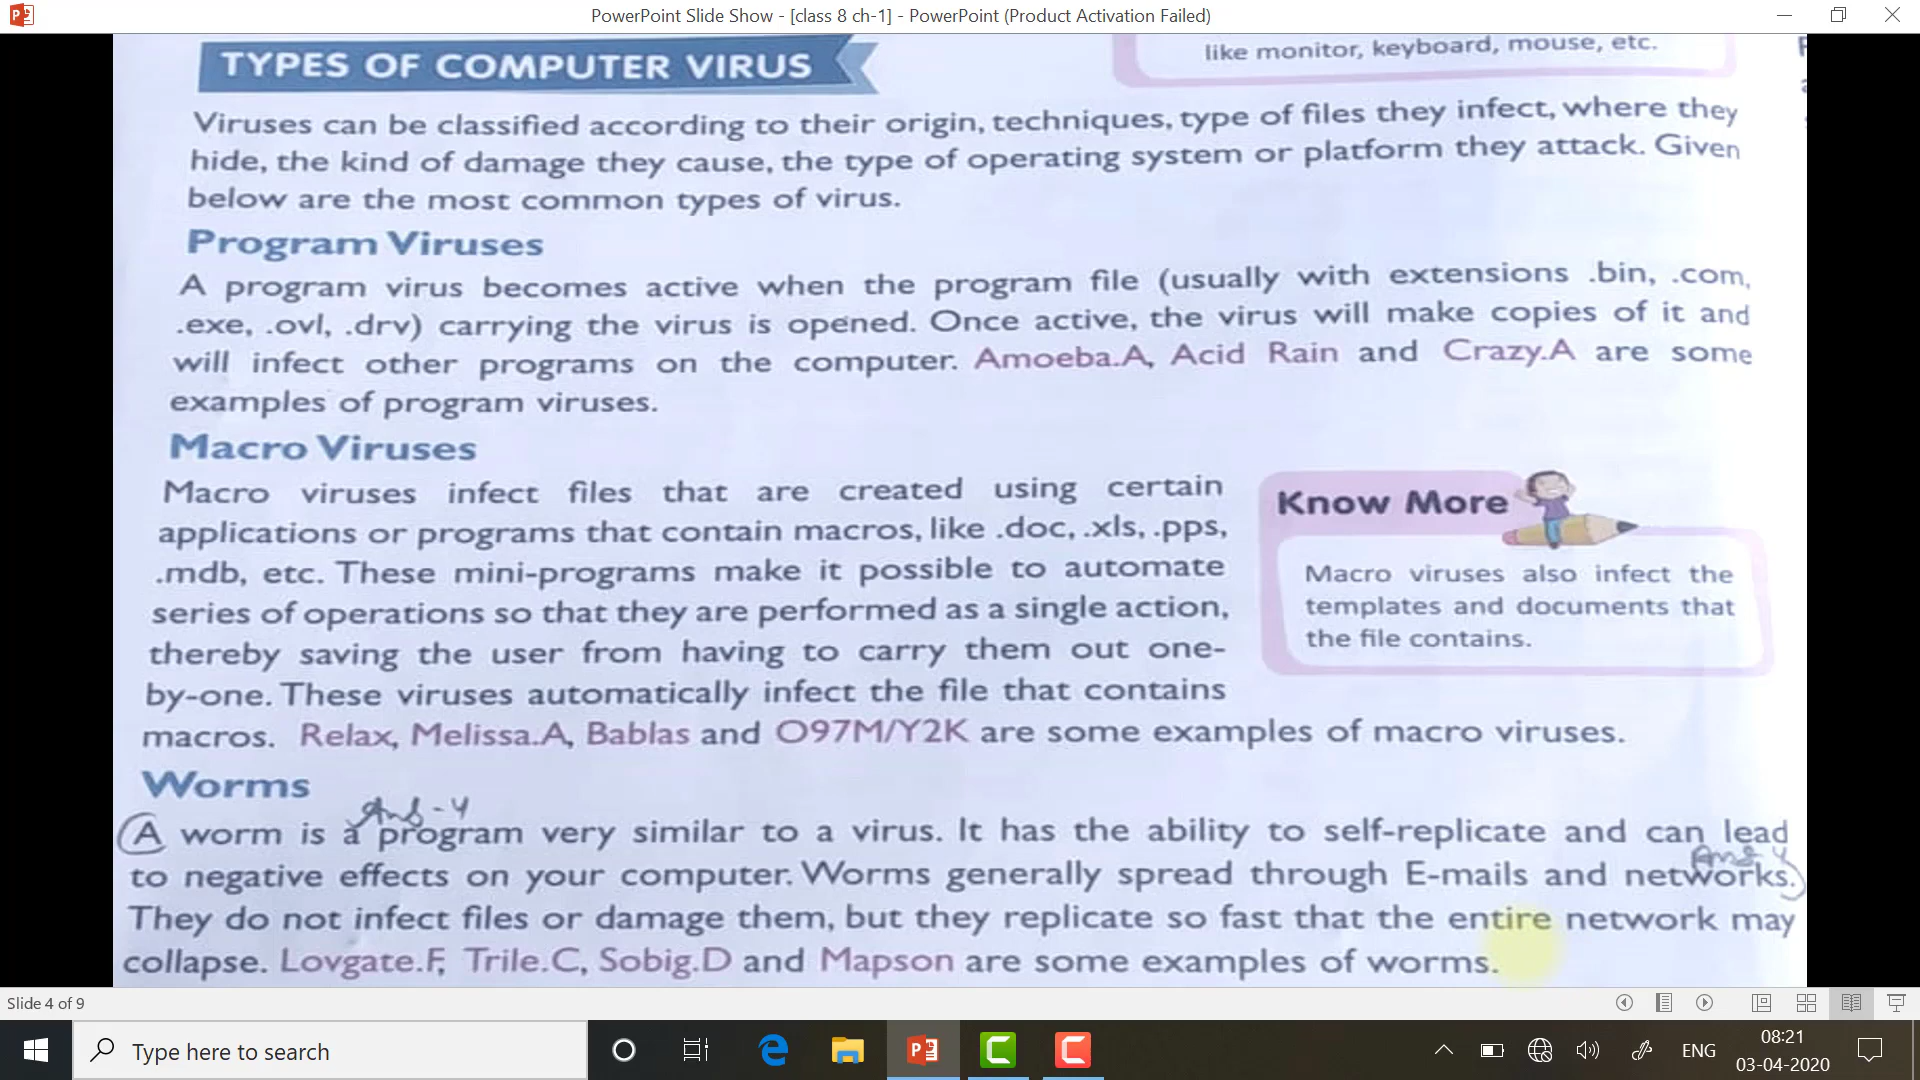 PowerPoint Slide Show - [class 8 ch-1] - PowerPoint (Product Activation Failed)
like monitor, keyboard, mouse, etc.
TYPES OF COMPUTER VIRUS
Viruses can be classified according to their origin, techniques, type of files they infect, where they
hide, the kind of damage they cause, the type of operating system or platform they attack. Given
below are the most common types of virus.
Program Viruses
A program virus becomes active when the program file (usually with extensions .bin, .com,
.exe, .ovl, .drv) carrying the virus is opened. Once active, the virus will make copies of it and
will infect other programs on the computer. Amoeba.A, Acid Rain and Crazy.A are some
examples of program viruses.
Macro Viruses
Macro viruses infect files that are created using certain
applications or programs that contain macros, like .doc, .xls, .pps,
.mdb, etc. These mini-programs make it possible to automate
series of operations so that they are performed as a single action,
thereby saving the user from having to carry them out one-
by-one. These viruses automatically infect the file that contains
macros. Relax, Melissa.A, Bablas and O97M/Y2K are some examples of macro viruses.
Know More
Macro viruses also infect the
templates and documents that
the file contains.
Worms
Ans-4
A worm is a program very similar to a virus. It has the ability to self-replicate and can lead
Ans 4
to negative effects on your computer. Worms generally spread through E-mails and networks.
They do not infect files or damage them, but they replicate so fast that the entire network may
collapse. Lovgate.F, Trile.C, Sobig.D and Mapson are some examples of worms.
Slide 4 of 9
Type here to search
ENG
08:21
03-04-2020